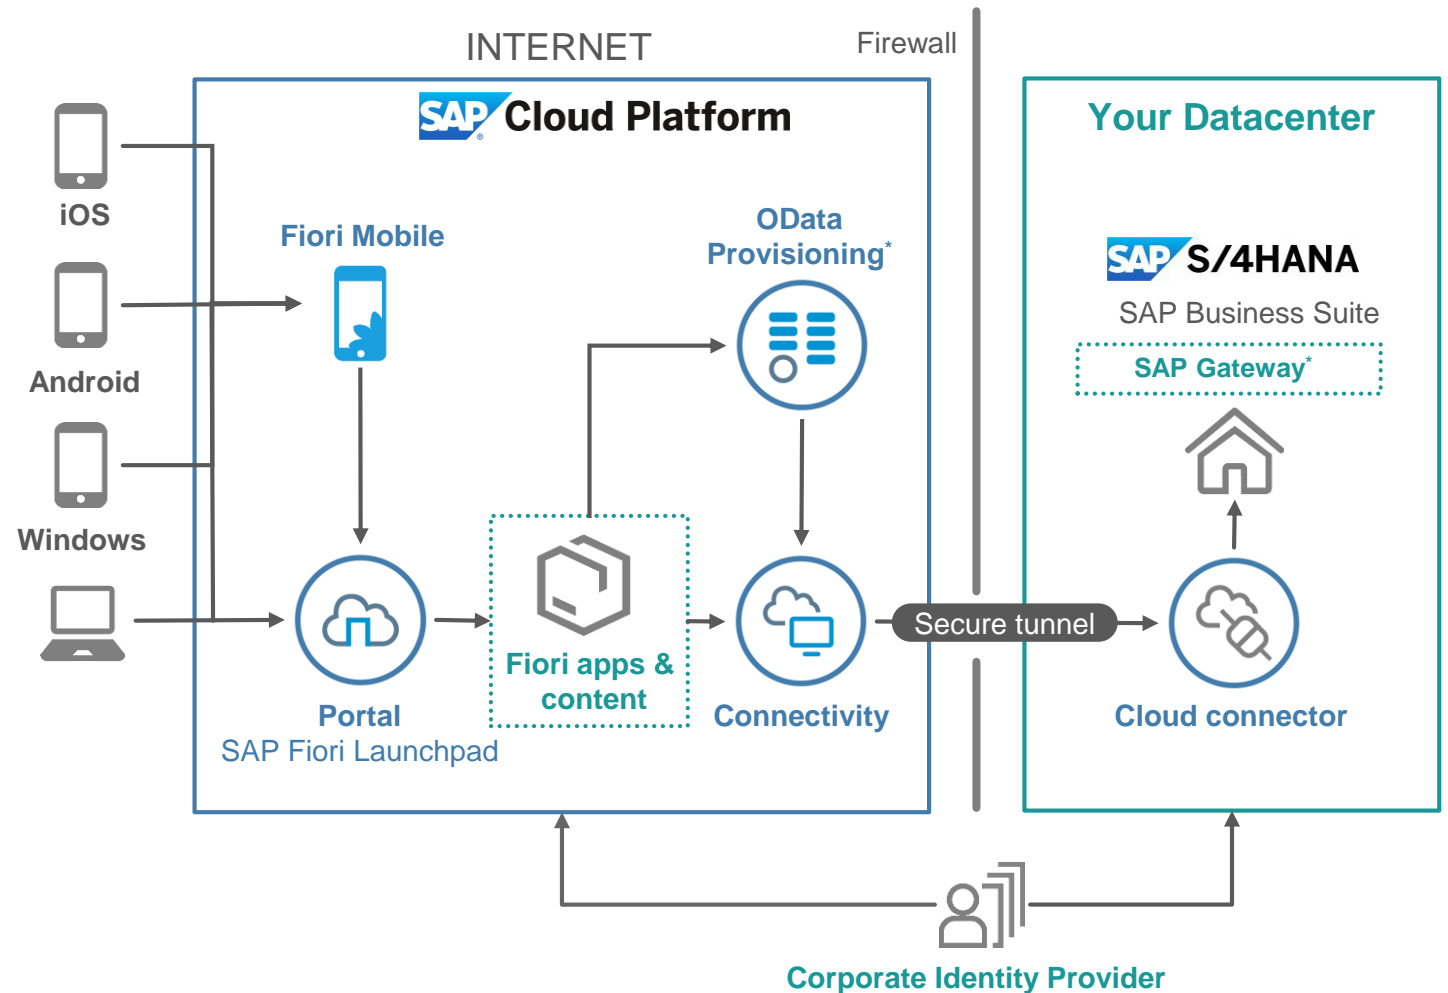 INTERNET
Firewall
SAP® Cloud Platform
Your Datacenter
iOS
Fiori Mobile
OData
Provisioning*
SAP S/4HANA
SAP Business Suite
SAP Gateway*
Android
Windows
Secure tunnel
Fiori apps &
content
Portal
SAP Fiori Launchpad
Connectivity
Cloud connector
Corporate Identity Provider